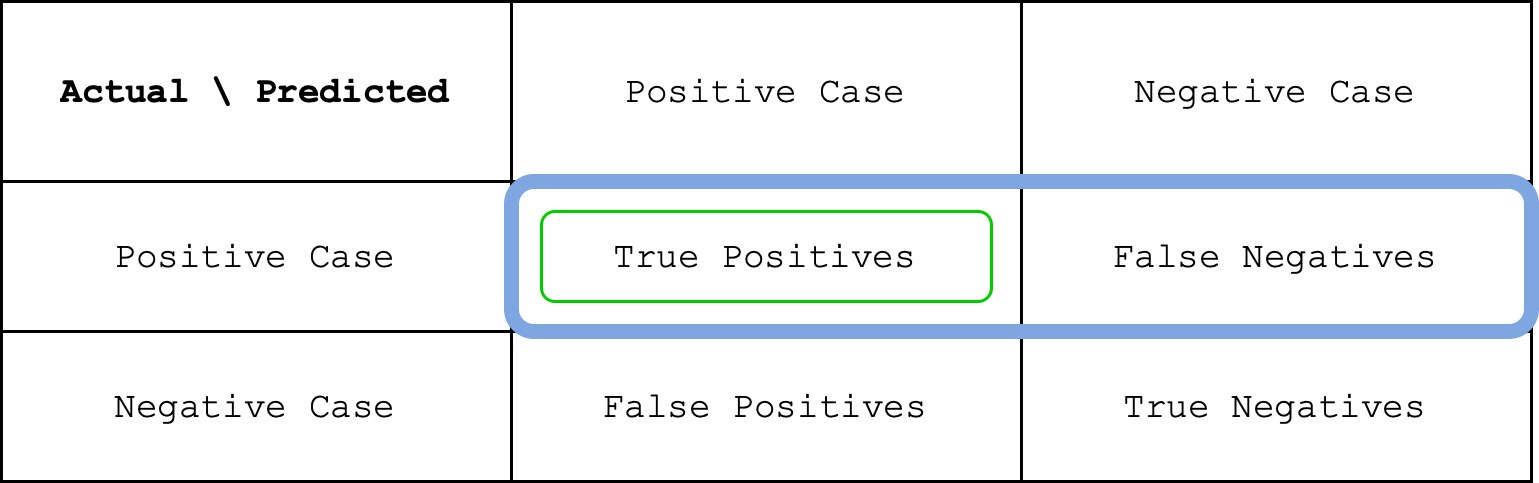 Actual \ Predicted
Positive Case
Negative Case
Positive Case
True Positives
False Negatives
Negative Case
False Positives
True Negatives